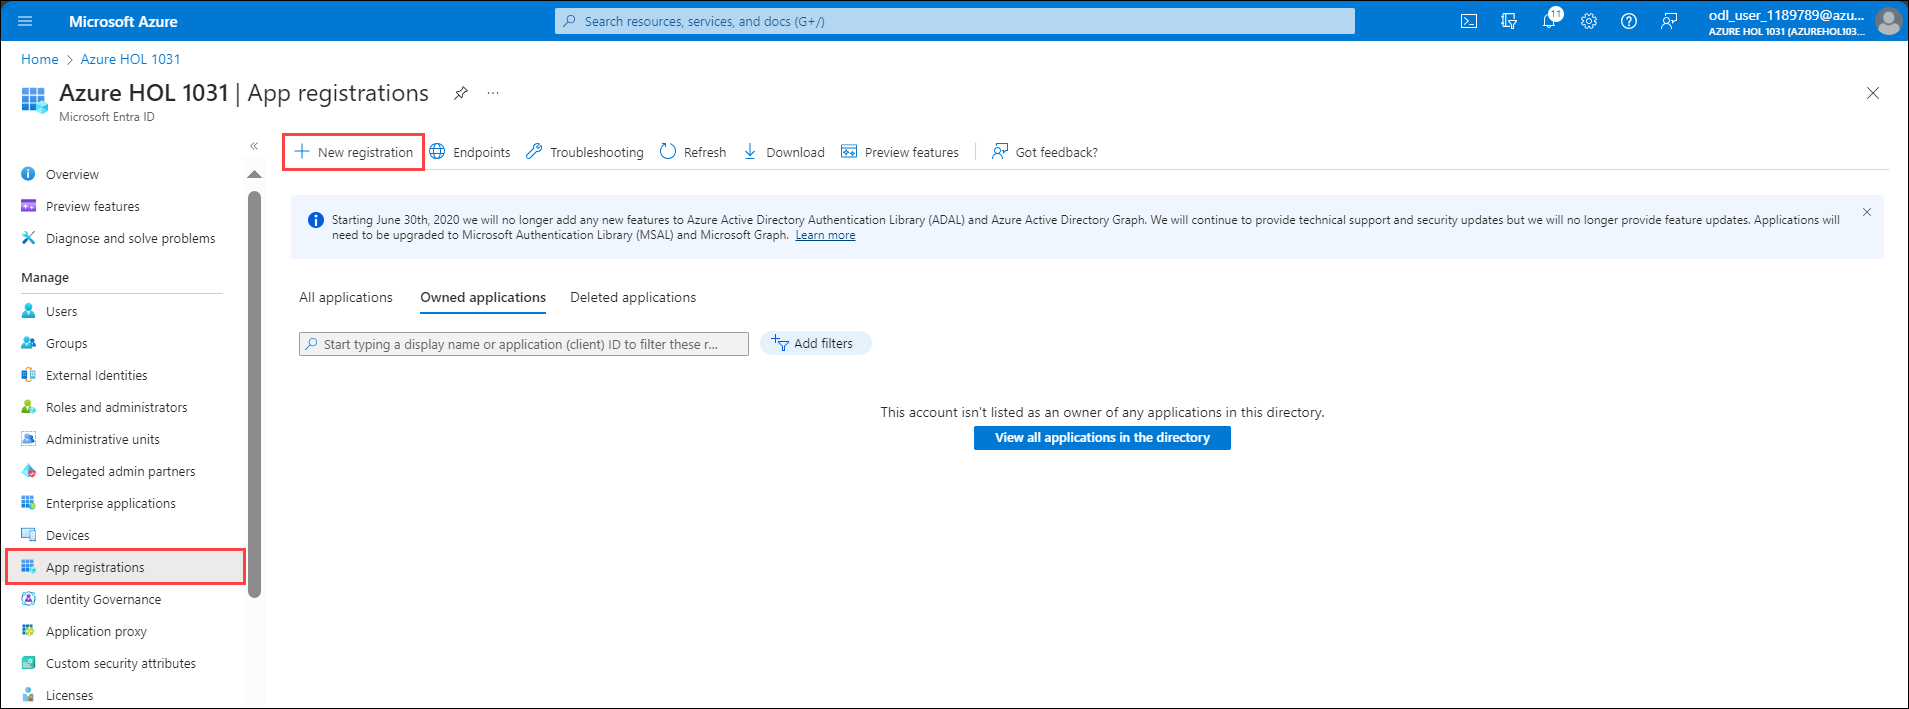 Microsoft Azure
Search resources, services, and docs (G+/)
11
odl_user_1189789@azu...
AZURE HOL 1031 (AZUREHOL103...
Home > Azure HOL 1031
Azure HOL 1031 | App registrations ...
Microsoft Entra ID
«
Overview
Preview features
Diagnose and solve problems
Manage
Users
Groups
External Identities
Roles and administrators
Administrative units
Delegated admin partners
Enterprise applications
Devices
App registrations
Identity Governance
Application proxy
Custom security attributes
Licenses
New registration Endpoints Troubleshooting Refresh Download Preview features Got feedback?
Starting June 30th, 2020 we will no longer add any new features to Azure Active Directory Authentication Library (ADAL) and Azure Active Directory Graph. We will continue to provide technical support and security updates but we will no longer provide feature updates. Applications will
need to be upgraded to Microsoft Authentication Library (MSAL) and Microsoft Graph. Learn more
All applications Owned applications Deleted applications
Start typing a display name or application (client) ID to filter these r... Add filters
This account isn't listed as an owner of any applications in this directory.
View all applications in the directory